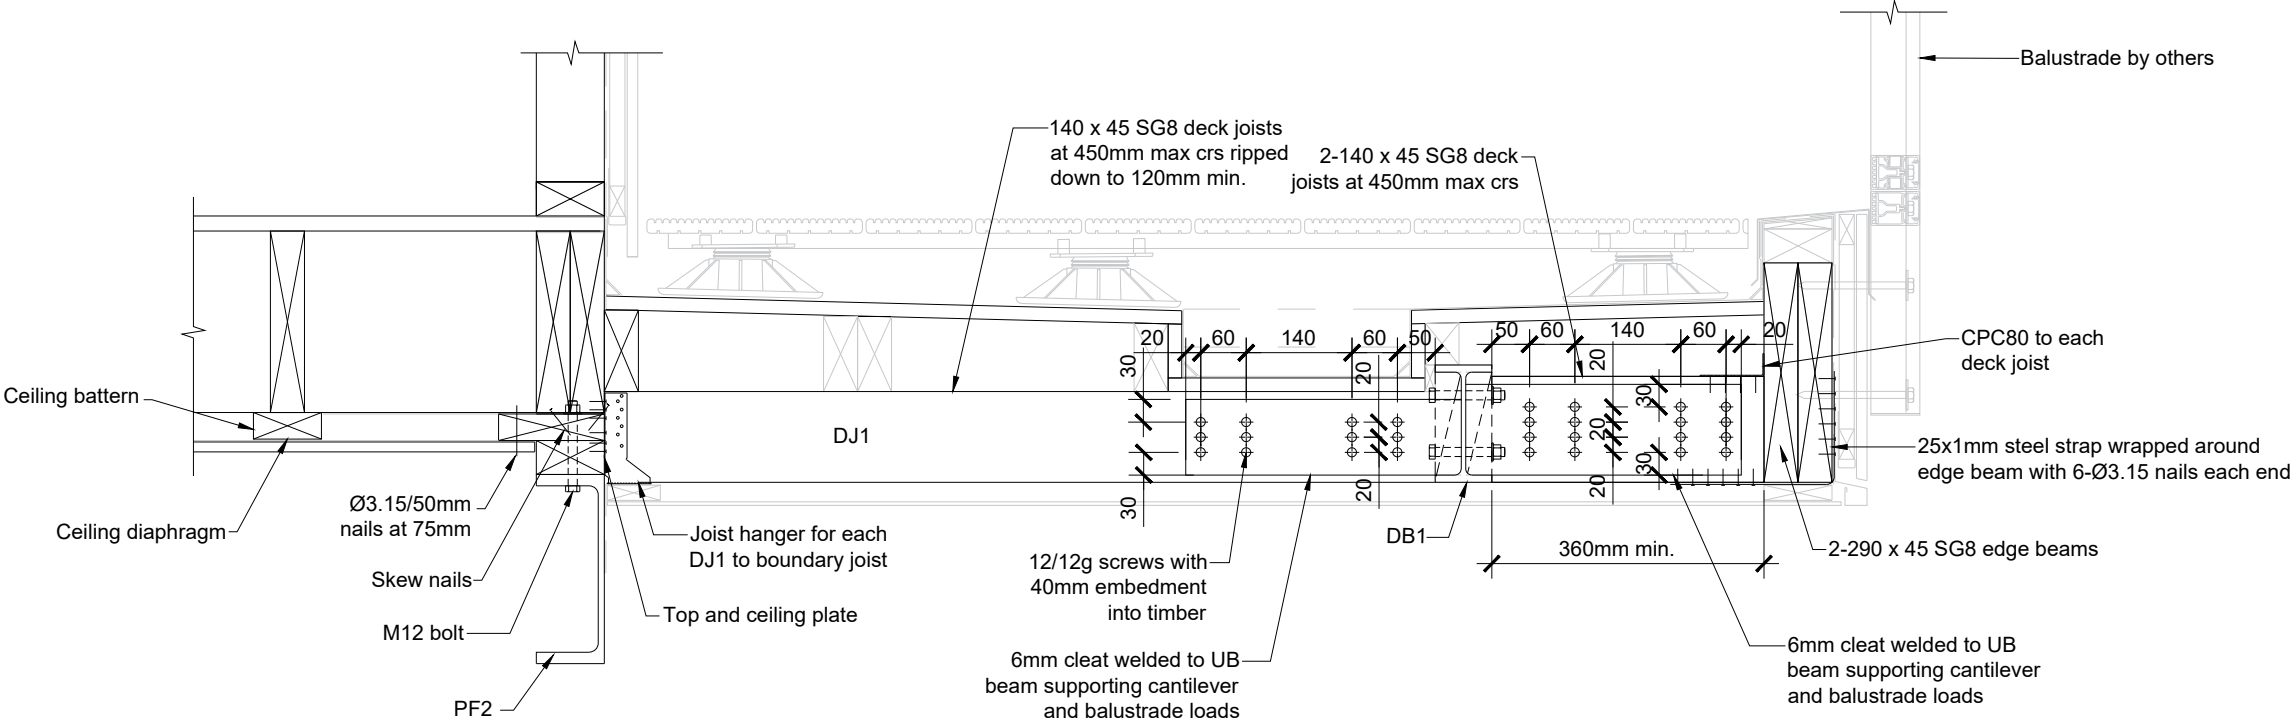 Balustrade by others
140 x 45 SG8 deck joists
at 450mm max crs ripped
down to 120mm min.
2-140 x 45 SG8 deck
joists at 450mm max crs
20
60
140
60
50
50
60
140
60
20
30
20
20
30
CPC80 to each
deck joist
Ceiling battern
DJ1
20
30
25x1mm steel strap wrapped around
edge beam with 6-Ø3.15 nails each end
30
20
20
Ø3.15/50mm
nails at 75mm
Ceiling diaphragm
Joist hanger for each
DJ1 to boundary joist
DB1
360mm min.
2-290 x 45 SG8 edge beams
12/12g screws with
40mm embedment
into timber
Skew nails
Top and ceiling plate
M12 bolt
6mm cleat welded to UB
beam supporting cantilever
and balustrade loads
6mm cleat welded to UB
beam supporting cantilever
and balustrade loads
PF2